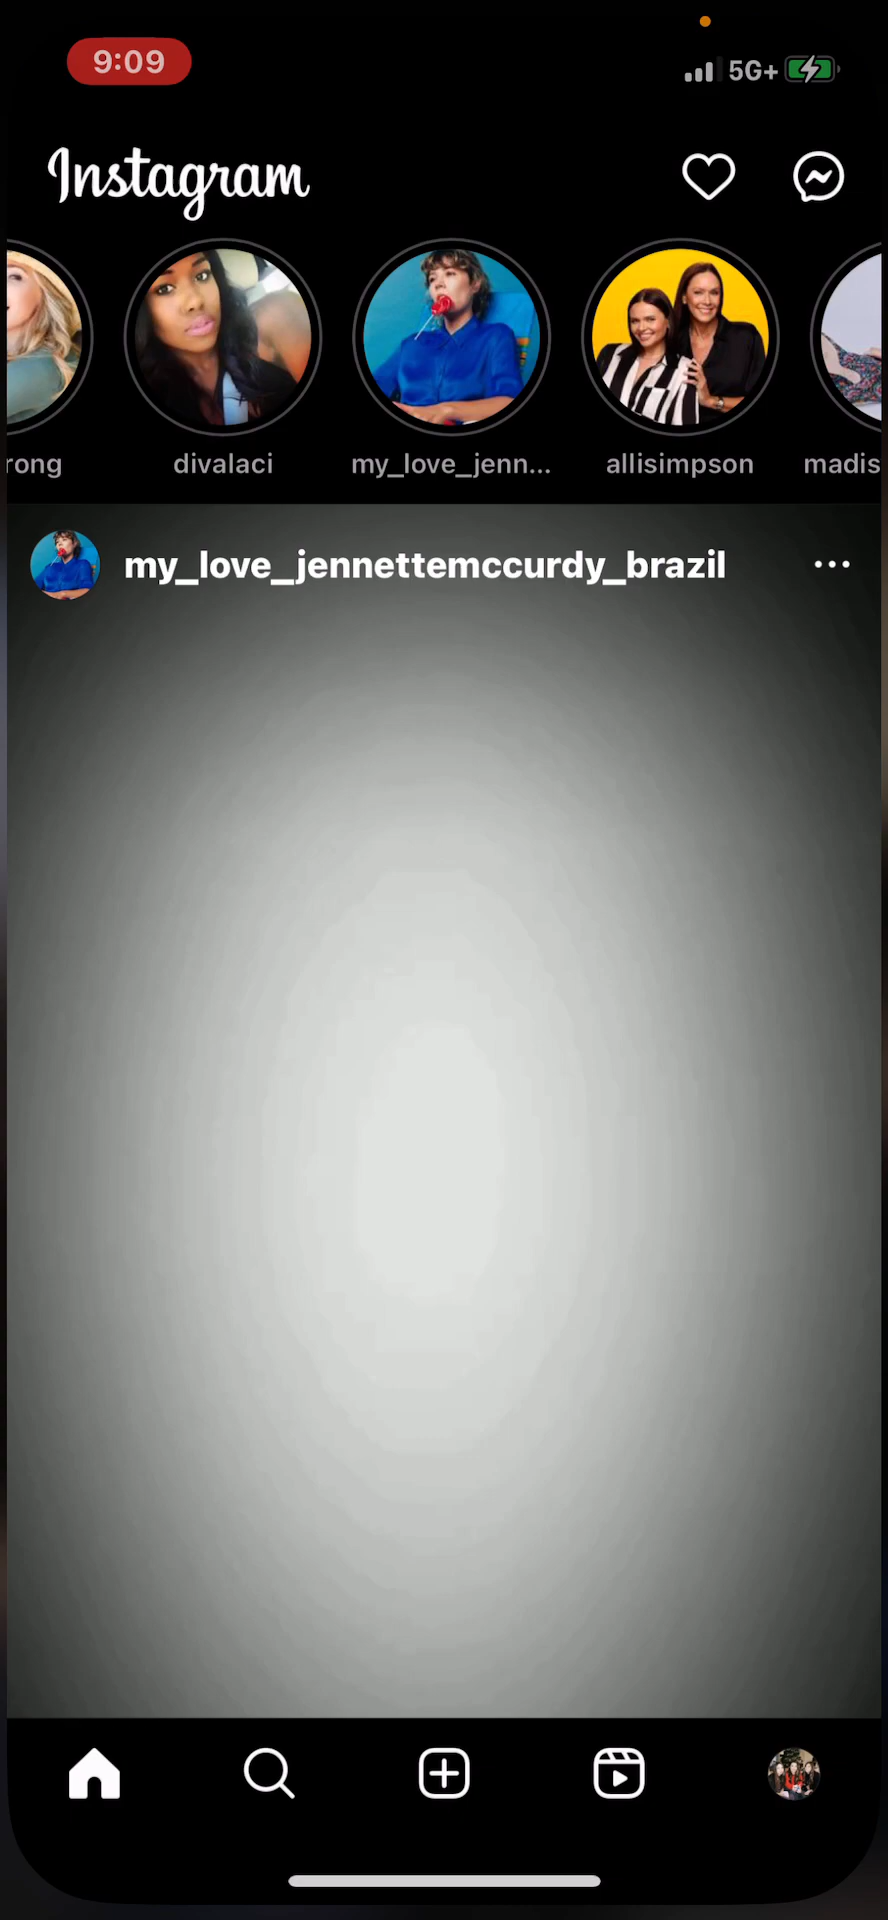 9:09
5G+
Instagram
rong
divalaci
my_love_jenn...
allisimpson
madis
my_love_jennettemccurdy_brazil